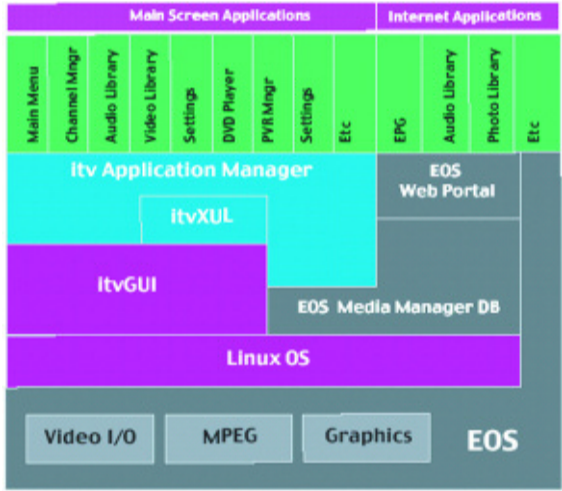 Main Screen Applications
Internet Applications
Main Menu
Channel Mngr
Audio Library
Video Library
Settings
DVD Player
PVR Mngr
Settings
Etc
EPG
Audio Library
Photo Library
Etc
itv Application Manager
EOS
Web Portal
itvXUL
itvGUI
EOS Media Manager DB
Linux OS
Video I/O
MPEG
Graphics
EOS